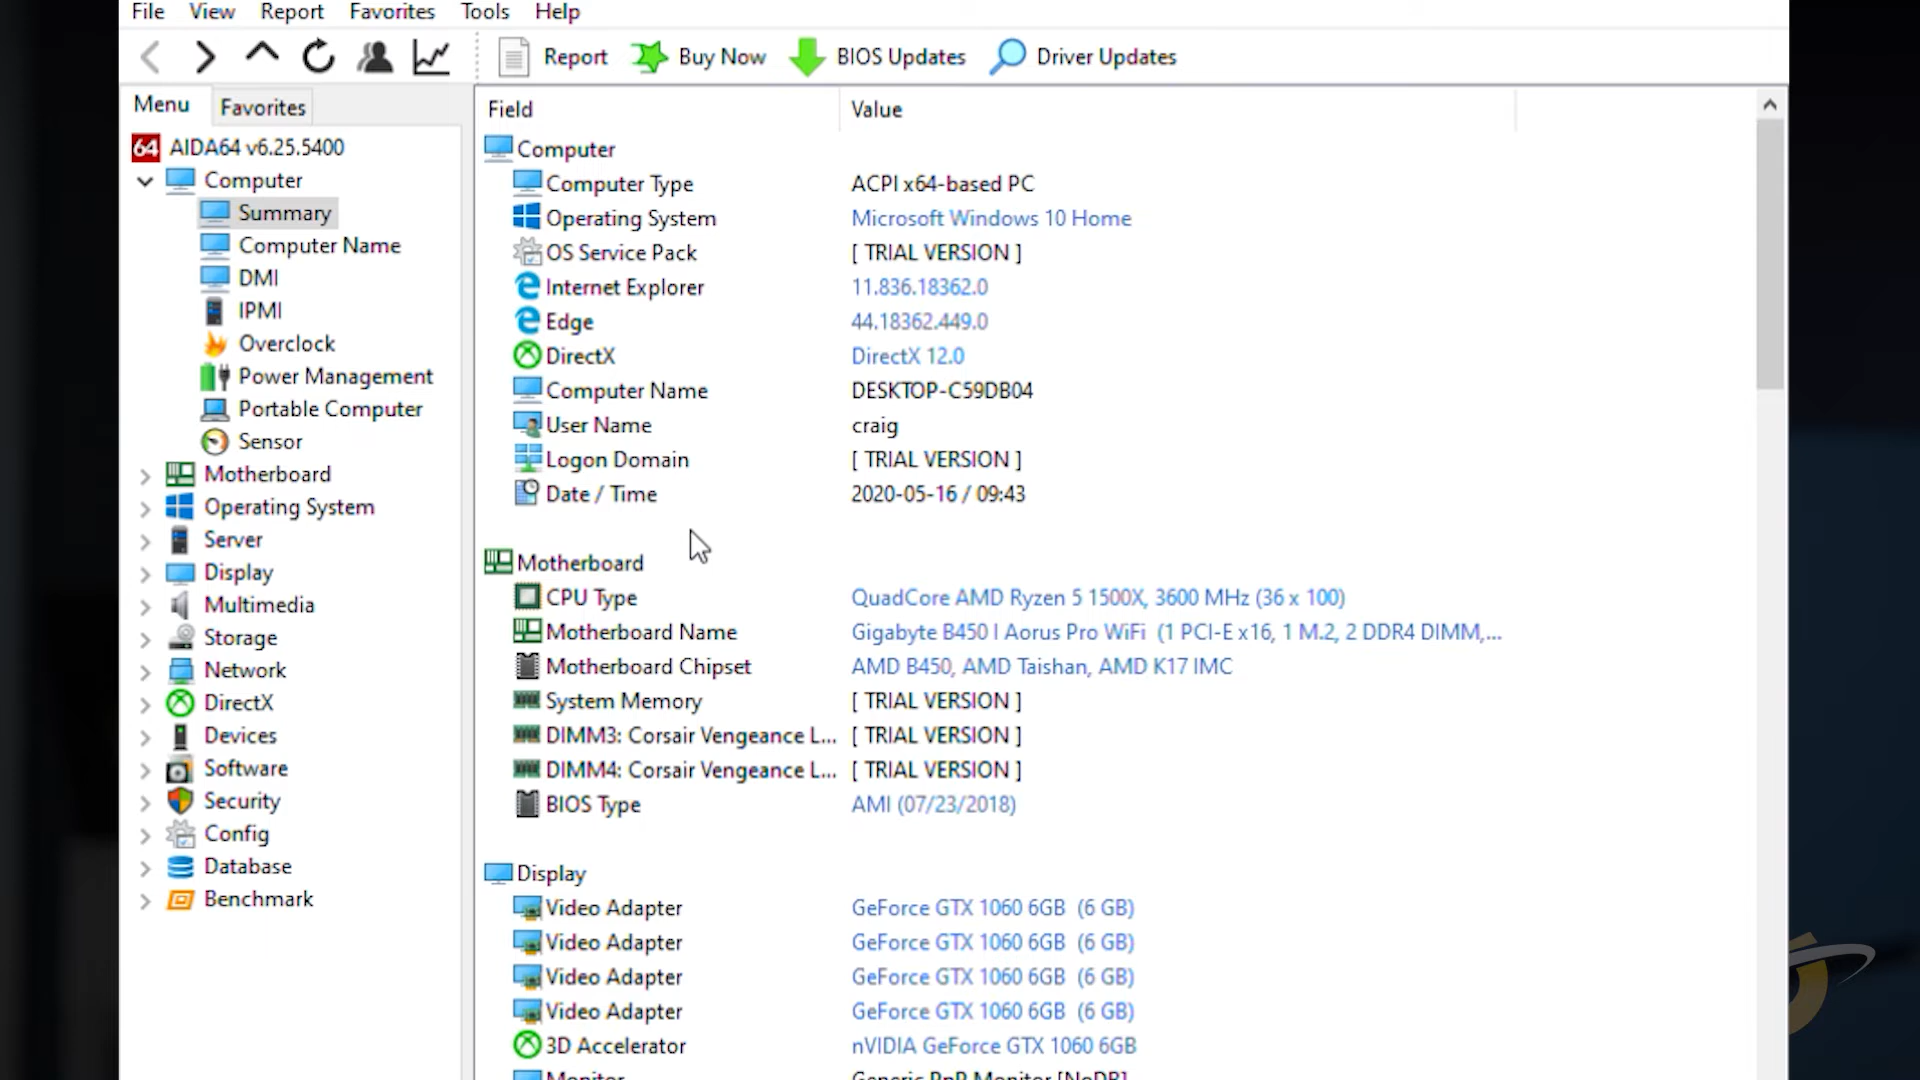 File View Report Favorites Tools Help
Report Buy Now BIOS Updates Driver Updates
Menu Favorites
64 AIDA64 v6.25.5400
Computer
Summary
Computer Name
DMI
IPMI
Overclock
Power Management
Portable Computer
Sensor
Motherboard
Operating System
Server
Display
Multimedia
Storage
Network
DirectX
Devices
Software
Security
Config
Database
Benchmark
Field Value
Computer
Computer Type ACPI x64-based PC
Operating System Microsoft Windows 10 Home
OS Service Pack [ TRIAL VERSION ]
Internet Explorer 11.836.18362.0
Edge 44.18362.449.0
DirectX DirectX 12.0
Computer Name DESKTOP-C59DB04
User Name craig
Logon Domain [ TRIAL VERSION ]
Date / Time 2020-05-16 / 09:43
Motherboard
CPU Type QuadCore AMD Ryzen 5 1500X, 3600 MHz (36 x 100)
Motherboard Name Gigabyte B450 I Aorus Pro WiFi (1 PCI-E x16, 1 M.2, 2 DDR4 DIMM,...
Motherboard Chipset AMD B450, AMD Taishan, AMD K17 IMC
System Memory [ TRIAL VERSION ]
DIMM3: Corsair Vengeance L... [ TRIAL VERSION ]
DIMM4: Corsair Vengeance L... [ TRIAL VERSION ]
BIOS Type AMI (07/23/2018)
Display
Video Adapter GeForce GTX 1060 6GB (6 GB)
Video Adapter GeForce GTX 1060 6GB (6 GB)
Video Adapter GeForce GTX 1060 6GB (6 GB)
Video Adapter GeForce GTX 1060 6GB (6 GB)
3D Accelerator nVIDIA GeForce GTX 1060 6GB
Monitor Generic PnP Monitor [NoDB]